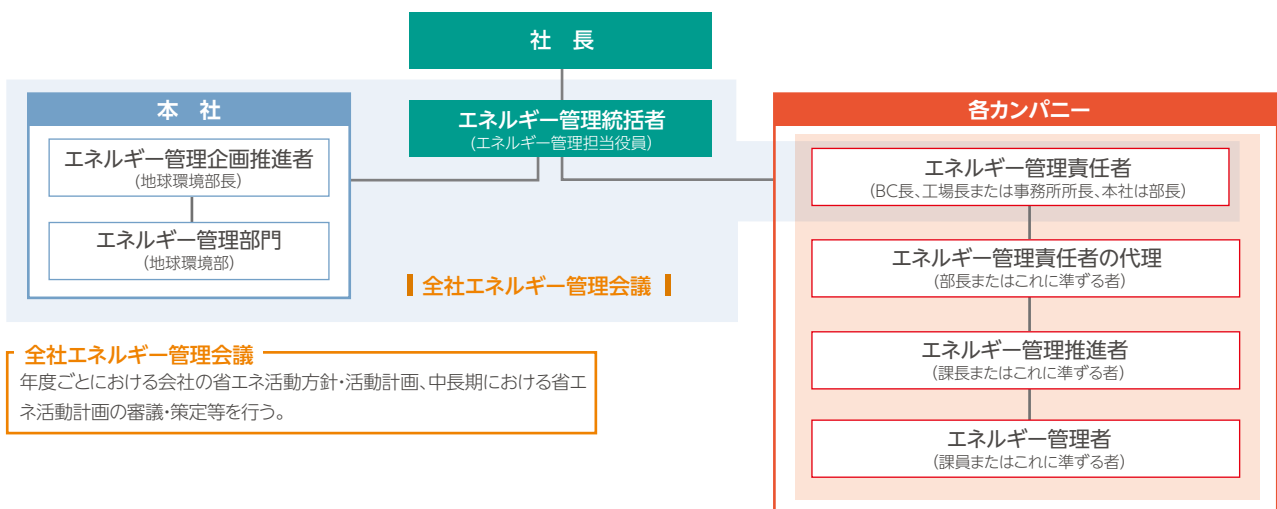 社 長
エネルギー管理統括者
(エネルギー管理担当役員)
本 社
エネルギー管理企画推進者
(地球環境部長)
エネルギー管理部門
(地球環境部)
全社エネルギー管理会議
各カンパニー
エネルギー管理責任者
(BC長、工場長または事務所所長、本社は部長)
エネルギー管理責任者の代理
(部長またはこれに準ずる者)
エネルギー管理推進者
(課長またはこれに準ずる者)
エネルギー管理者
(課員またはこれに準ずる者)
全社エネルギー管理会議
年度ごとにおける会社の省エネ活動方針・活動計画、中長期における省エ
ネ活動計画の審議・策定等を行う。